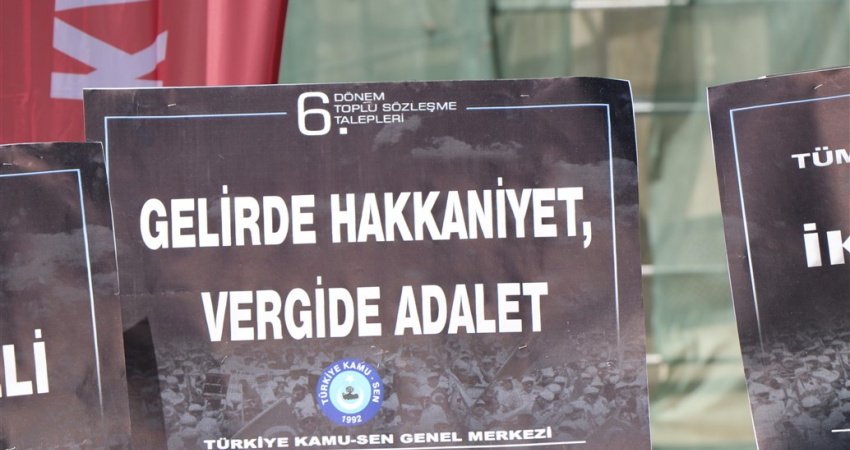 6. DÖNEM
TOPLU SÖZLEŞME
TALEPLERİ
GELİRDE HAKKANİYET,
VERGİDE ADALET
TÜRKİYE KAMU - SEN
1992
TÜRKİYE KAMU-SEN GENEL MERKEZİ
TÜM